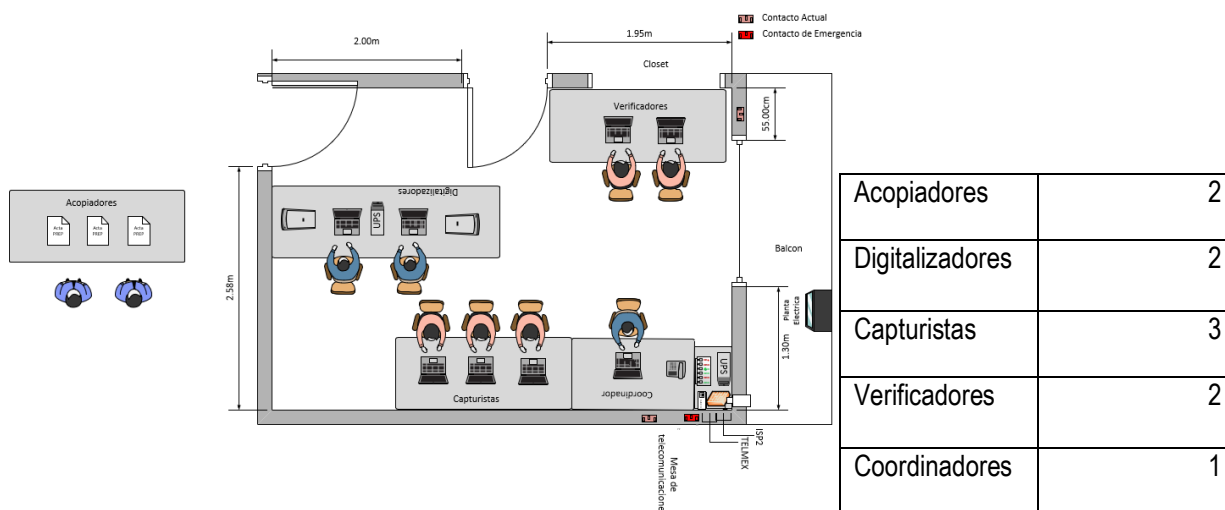 Contacto Actual
Contacto de Emergencia
2.00m
1.95m
Closet
Verificadores
55.00cm
Acopiadores
Acta
PREP
Acta
PREP
Acta
PREP
Digitalizadores
UPS
2.58m
Balcon
Planta
Electrica
1.30m
UPS
Capturistas
Coordinador
ISP2
TELMEX
Mesa de
telecomunicacione
Acopiadores 2
Digitalizadores 2
Capturistas 3
Verificadores 2
Coordinadores 1